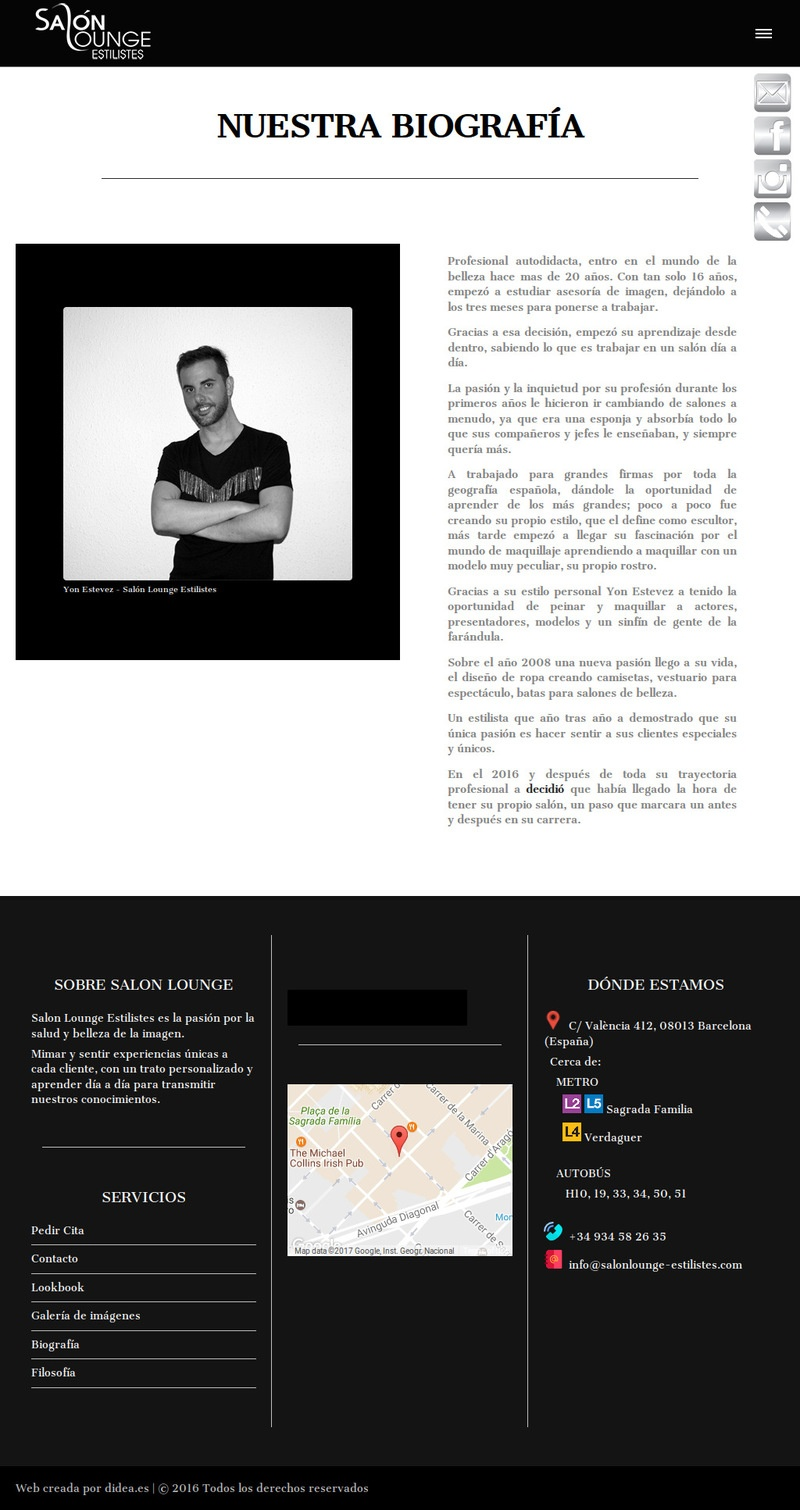 SALÓN
LOUNGE
ESTILISTES
NUESTRA BIOGRAFÍA
Yon Estevez - Salón Lounge Estilistes
Profesional autodidacta, entro en el mundo de la
belleza hace mas de 20 años. Con tan solo 16 años,
empezó a estudiar asesoría de imagen, dejándolo a
los tres meses para ponerse a trabajar.
Gracias a esa decisión, empezó su aprendizaje desde
dentro, sabiendo lo que es trabajar en un salón día a
día.
La pasión y la inquietud por su profesión durante los
primeros años le hicieron ir cambiando de salones a
menudo, ya que era una esponja y absorbía todo lo
que sus compañeros y jefes le enseñaban, y siempre
quería más.
A trabajado para grandes firmas por toda la
geografía española, dándole la oportunidad de
aprender de los más grandes; poco a poco fue
creando su propio estilo, que el define como escultor,
más tarde empezó a llegar su fascinación por el
mundo de maquillaje aprendiendo a maquillar con un
modelo muy peculiar, su propio rostro.
Gracias a su estilo personal Yon Estevez a tenido la
oportunidad de peinar y maquillar a actores,
presentadores, modelos y un sinfín de gente de la
farándula.
Sobre el año 2008 una nueva pasión llego a su vida,
el diseño de ropa creando camisetas, vestuario para
espectáculo, batas para salones de belleza.
Un estilista que año tras año a demostrado que su
única pasión es hacer sentir a sus clientes especiales
y únicos.
En el 2016 y después de toda su trayectoria
profesional a decidió que había llegado la hora de
tener su propio salón, un paso que marcara un antes
y después en su carrera.
SOBRE SALON LOUNGE
Salon Lounge Estilistes es la pasión por la
salud y belleza de la imagen.
Mimar y sentir experiencias únicas a
cada cliente, con un trato personalizado y
aprender día a día para transmitir
nuestros conocimientos.
SERVICIOS
Pedir Cita
Contacto
Lookbook
Galería de imágenes
Biografía
Filosofía
Plaça de la
Sagrada Família
The Michael
Collins Irish Pub
Carrer d
Carrer de la Marina
Carrer d'Aragó
Avinguda Diagonal
Carrer de S
Mon
Google
Map data ©2017 Google, Inst. Geogr. Nacional
DÓNDE ESTAMOS
C/ València 412, 08013 Barcelona
(España)
Cerca de:
METRO
L2 L5 Sagrada Familia
L4 Verdaguer
AUTOBÚS
H10, 19, 33, 34, 50, 51
+34 934 58 26 35
info@salonlounge-estilistes.com
Web creada por didea.es | © 2016 Todos los derechos reservados